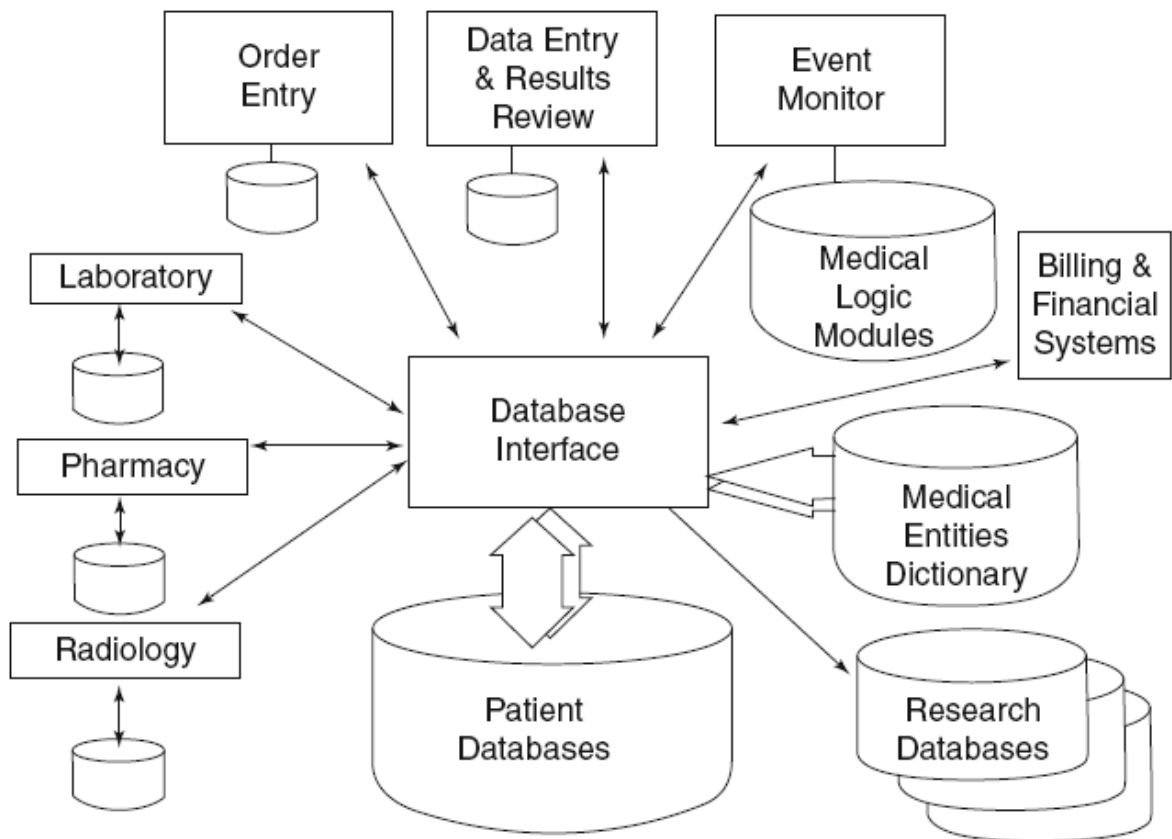 Order
Entry
Data Entry
& Results
Review
Event
Monitor
Laboratory
Medical
Logic
Modules
Billing &
Financial
Systems
Database
Interface
Pharmacy
Medical
Entities
Dictionary
Radiology
Patient
Databases
Research
Databases